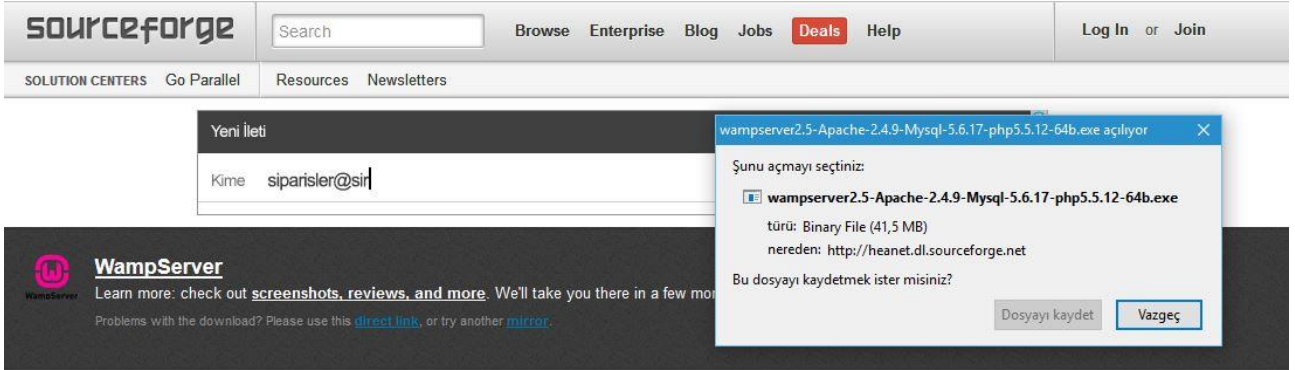 sourceforge Search Browse Enterprise Blog Jobs Deals Help Log In or Join
SOLUTION CENTERS Go Parallel Resources Newsletters
Yeni İleti
Kime siparisler@sir
wampserver2.5-Apache-2.4.9-Mysql-5.6.17-php5.5.12-64b.exe açılıyor
Şunu açmayı seçtiniz:
wampserver2.5-Apache-2.4.9-Mysql-5.6.17-php5.5.12-64b.exe
türü: Binary File (41,5 MB)
nereden: http://heanet.dl.sourceforge.net
Bu dosyayı kaydetmek ister misiniz?
Dosyayı kaydet Vazgeç
WampServer
WampServer
Learn more: check out screenshots, reviews, and more. We'll take you there in a few mo
Problems with the download? Please use this direct link, or try another mirror.